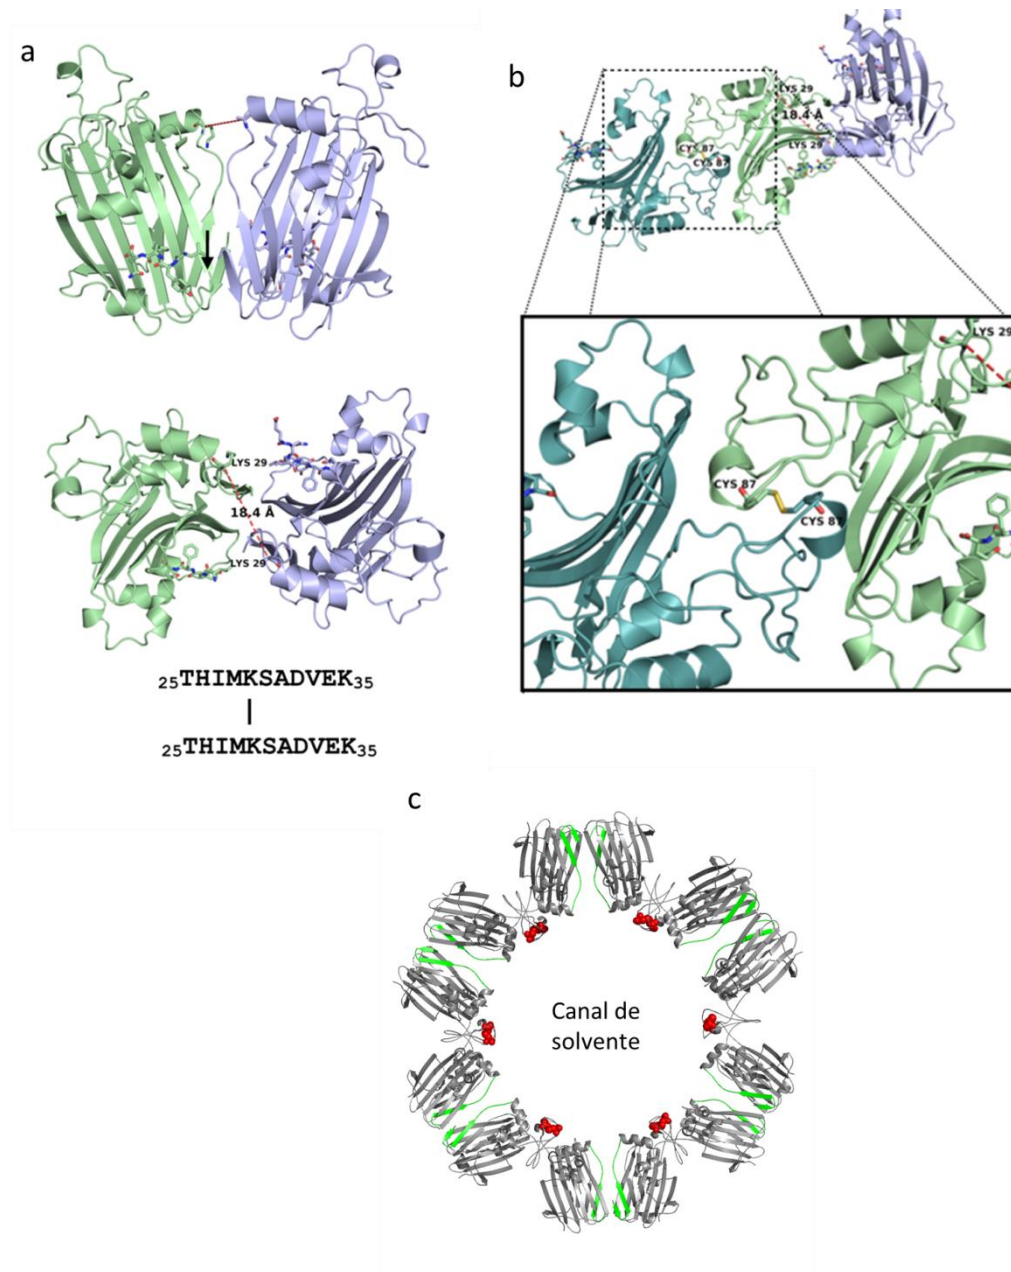 a
LYS 29
18.4 Å
LYS 29
25THIMKSADVEK35
|
25THIMKSADVEK35
b
LYS 29
18.4 Å
LYS 29
CYS 87
CYS 87
LYS 29
CYS 87
CYS 87
c
Canal de
solvente